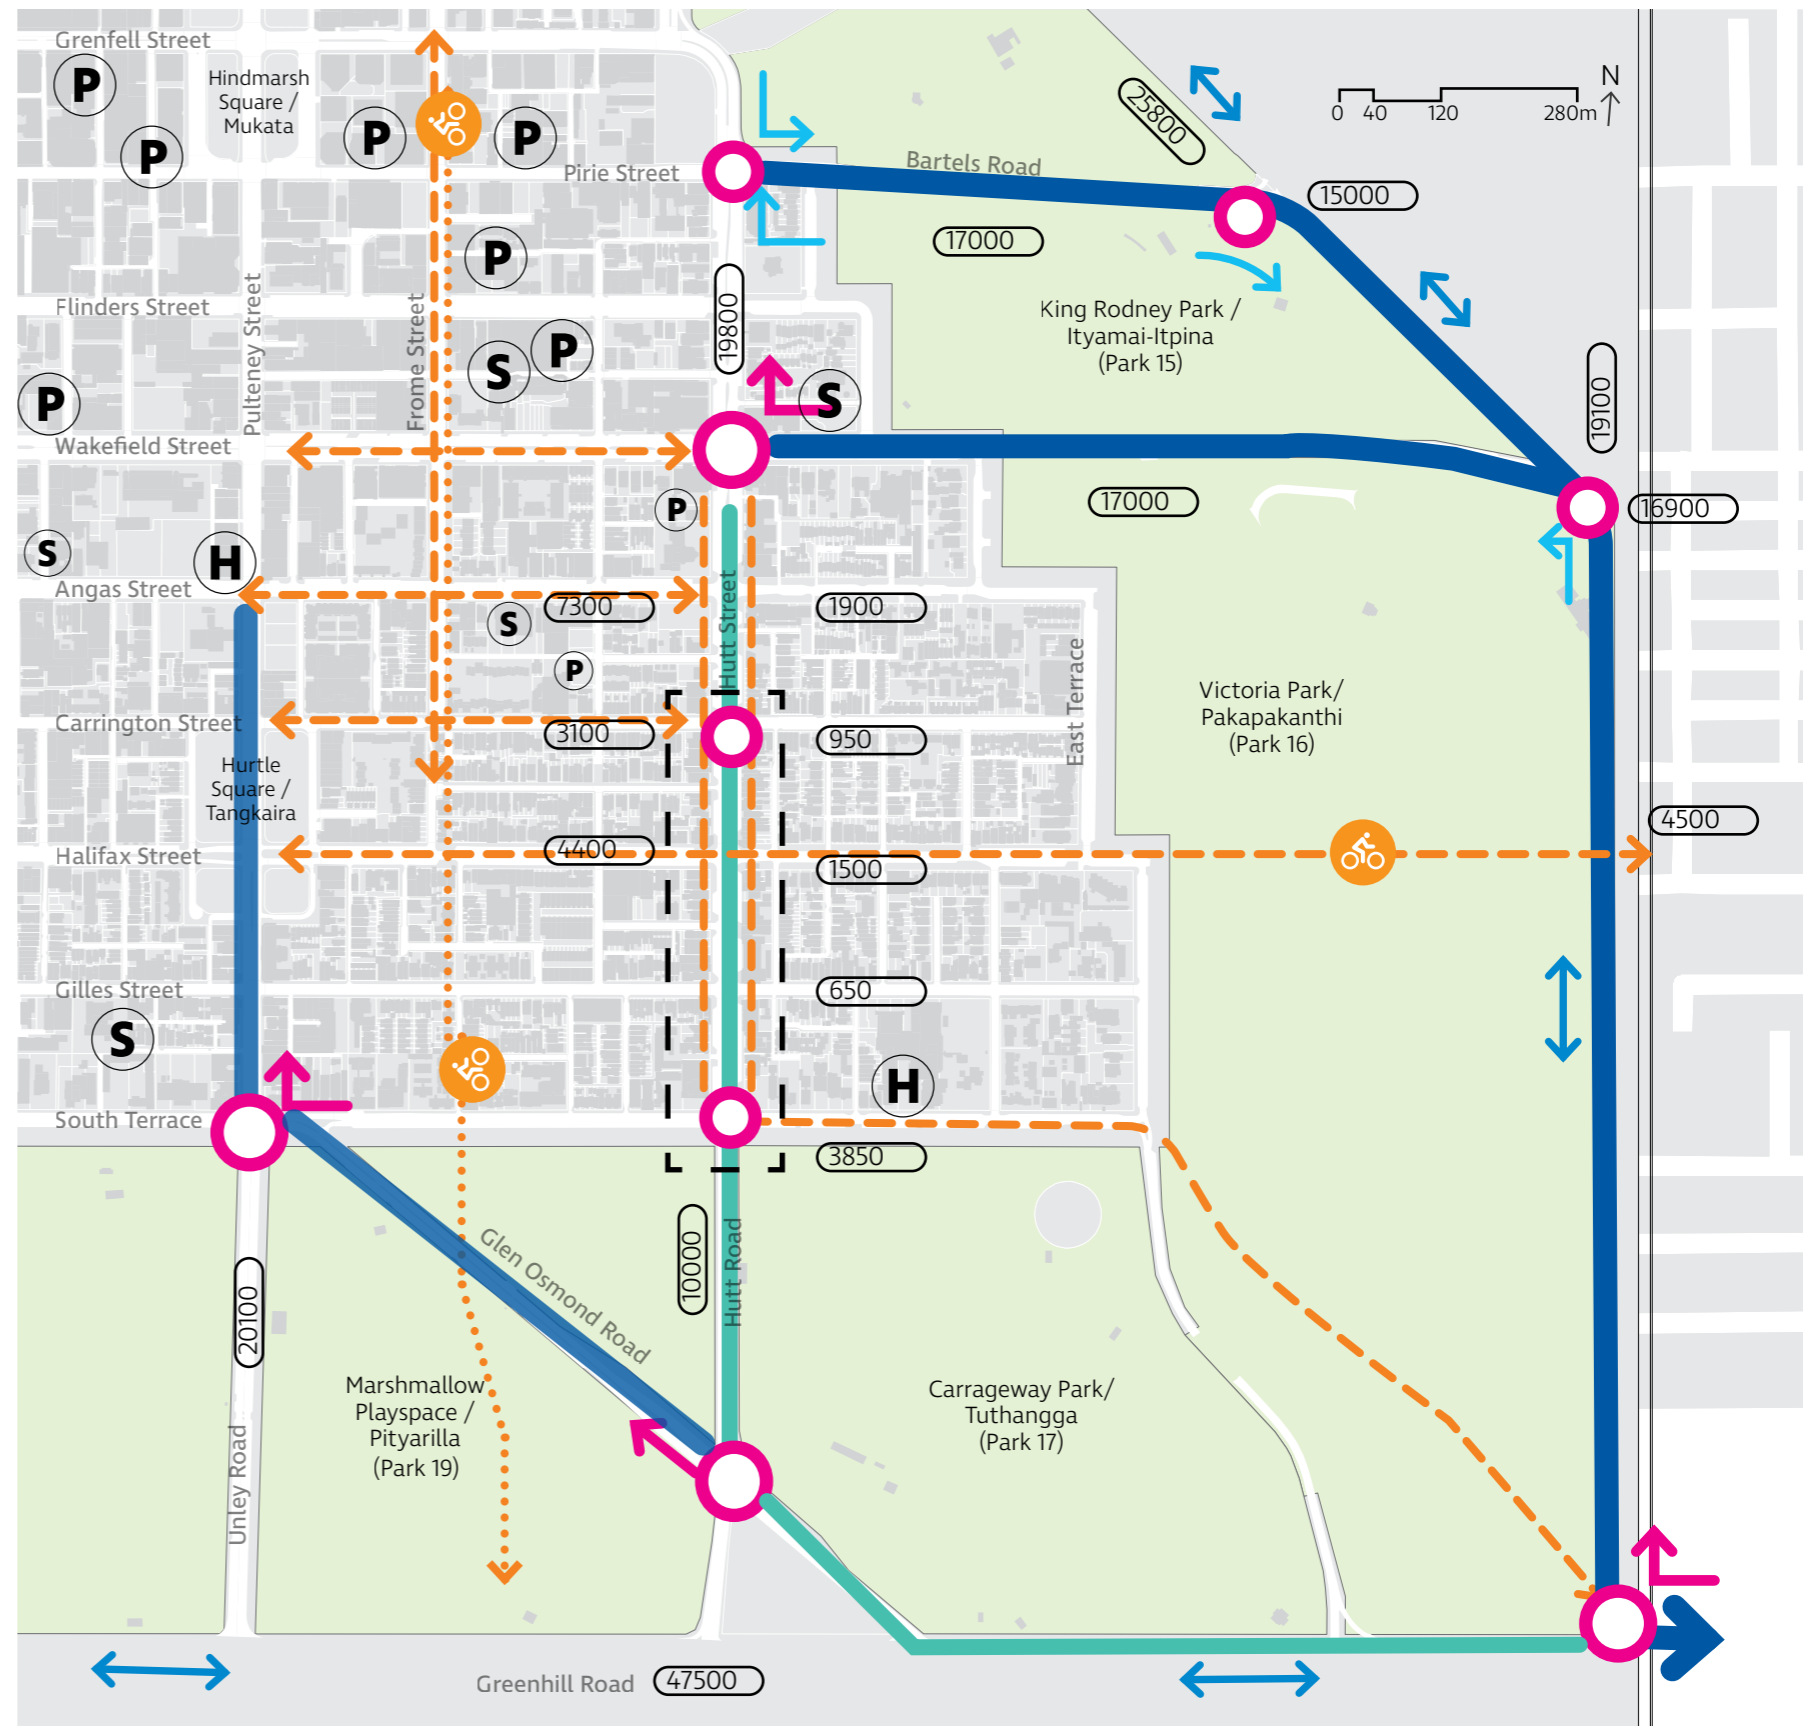 Grenfell Street
P
Hindmarsh
Square /
Mukata
P
P
P
25800
N
0 40 120 280m
Pirie Street
Bartels Road
15000
17000
P
Flinders Street
Pulteney Street
Frome Street
19800
King Rodney Park /
Ityamai-Itpina
(Park 15)
S
P
P
S
19100
Wakefield Street
P
17000
16900
S
H
Angas Street
7300
Hutt Street
1900
S
P
East Terrace
Victoria Park/
Pakapakanthi
(Park 16)
Carrington Street
3100
950
Hurtle
Square /
Tangkaira
4500
Halifax Street
4400
1500
Gilles Street
650
S
H
South Terrace
3850
10000
Hutt Road
Glen Osmond Road
20100
Unley Road
Marshmallow
Playspace /
Pityarilla
(Park 19)
Carrageway Park/
Tuthangga
(Park 17)
Greenhill Road
47500